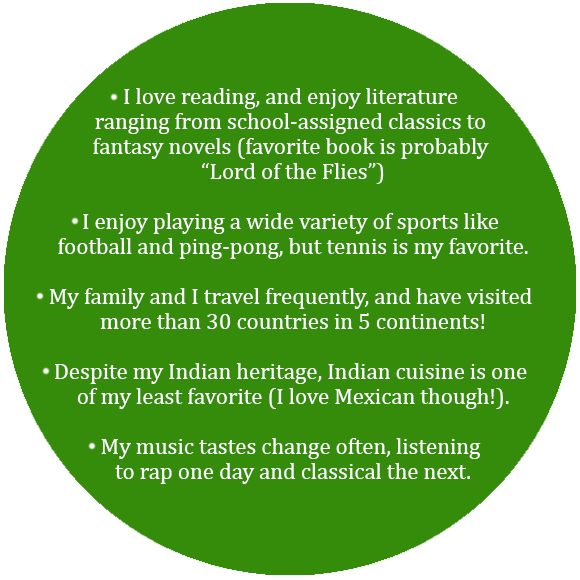 • I love reading, and enjoy literature
ranging from school-assigned classics to
fantasy novels (favorite book is probably
“Lord of the Flies”)
• I enjoy playing a wide variety of sports like
football and ping-pong, but tennis is my favorite.
• My family and I travel frequently, and have visited
more than 30 countries in 5 continents!
• Despite my Indian heritage, Indian cuisine is one
of my least favorite (I love Mexican though!).
• My music tastes change often, listening
to rap one day and classical the next.